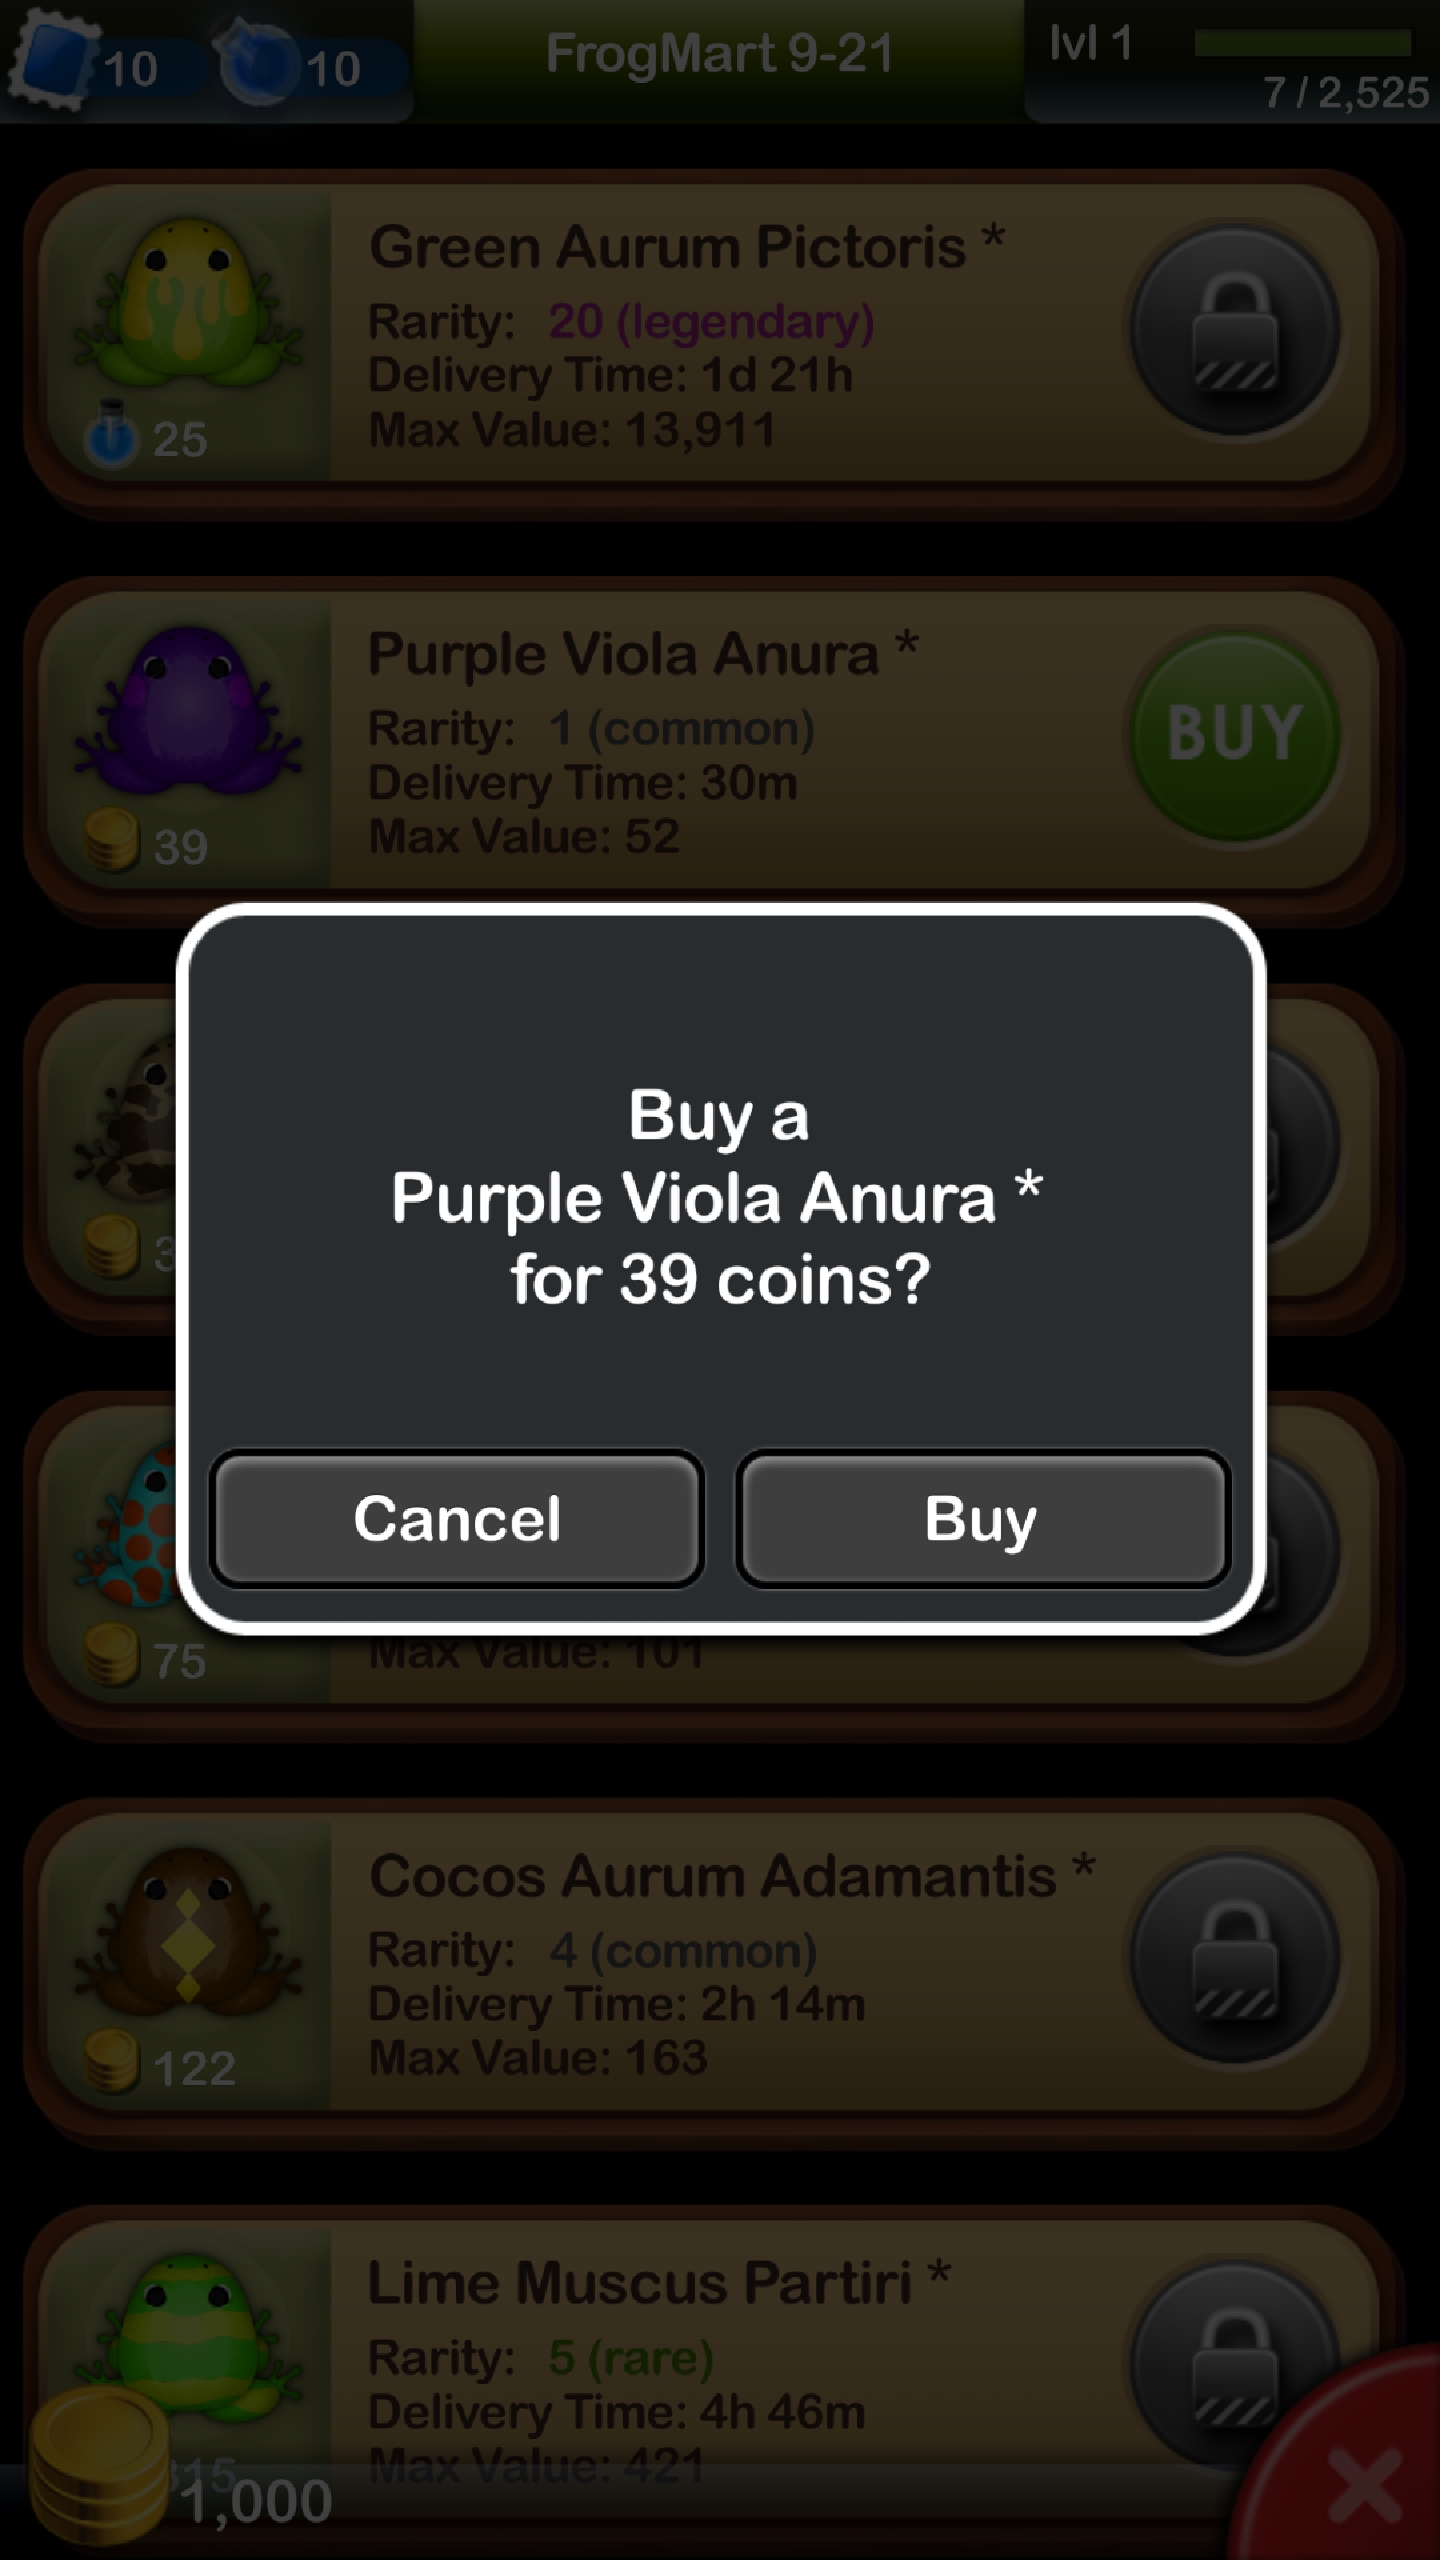 10
10
FrogMart 9-21
lvl 1
7 / 2,525
Green Aurum Pictoris *
Rarity: 20 (legendary)
Delivery Time: 1d 21h
Max Value: 13,911
25
Purple Viola Anura *
Rarity: 1 (common)
Delivery Time: 30m
Max Value: 52
39
BUY
Buy a
Purple Viola Anura *
for 39 coins?
Cancel
Buy
Max Value: 101
75
Cocos Aurum Adamantis *
Rarity: 4 (common)
Delivery Time: 2h 14m
Max Value: 163
122
Lime Muscus Partiri *
Rarity: 5 (rare)
Delivery Time: 4h 46m
Max Value: 421
315
1,000